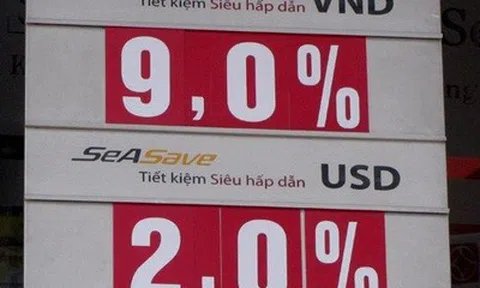 Tiết kiệm Siêu hấp dẫn VND
9,0%
SeASave
Tiết kiệm Siêu hấp dẫn USD
2,0%